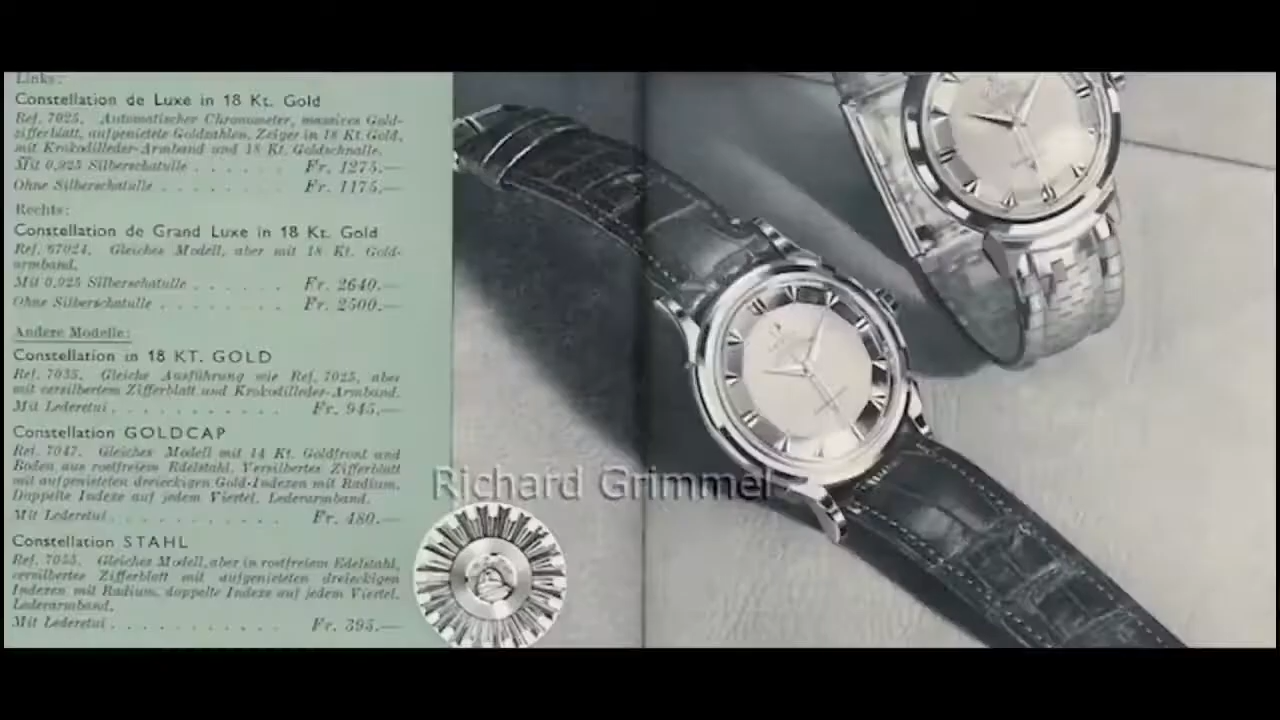 Links:
Constellation de Luxe in 18 Kt. Gold
Ref. 7025. Automatischer Chronometer, massives Gold-
zifferblatt, aufgenietete Goldzahlen, Zeiger in 18 Kt. Gold,
mit Krokodilleder-Armband und 18 Kt. Goldschnalle.
Mit 0,925 Silberschatulle . . . . . . Fr. 1275.—
Ohne Silberschatulle . . . . . . . . Fr. 1175.—
Rechts:
Constellation de Grand Luxe in 18 Kt. Gold
Ref. 67024. Gleiches Modell, aber mit 18 Kt. Gold-
armband.
Mit 0,925 Silberschatulle . . . . . . Fr. 2640.—
Ohne Silberschatulle . . . . . . . . Fr. 2500.—
Andere Modelle:
Constellation in 18 KT. GOLD
Ref. 7035. Gleiche Ausführung wie Ref. 7025, aber
mit versilbertem Zifferblatt und Krokodilleder-Armband.
Mit Lederetui . . . . . . . . . . . Fr. 945.—
Constellation GOLDCAP
Ref. 7047. Gleiches Modell mit 14 Kt. Goldfront und
Boden aus rostfreiem Edelstahl. Versilbertes Zifferblatt
mit aufgenieteten dreieckigen Gold-Indexen mit Radium.
Doppelte Indexe auf jedem Viertel. Lederarmband.
Mit Lederetui . . . . . . . . . . . Fr. 480.—
Constellation STAHL
Ref. 7055. Gleiches Modell, aber in rostfreiem Edelstahl,
versilbertes Zifferblatt mit aufgenieteten dreieckigen
Indexen mit Radium, doppelte Indexe auf jedem Viertel.
Lederarmband.
Mit Lederetui . . . . . . . . . . . Fr. 395.—
Richard Grimmel